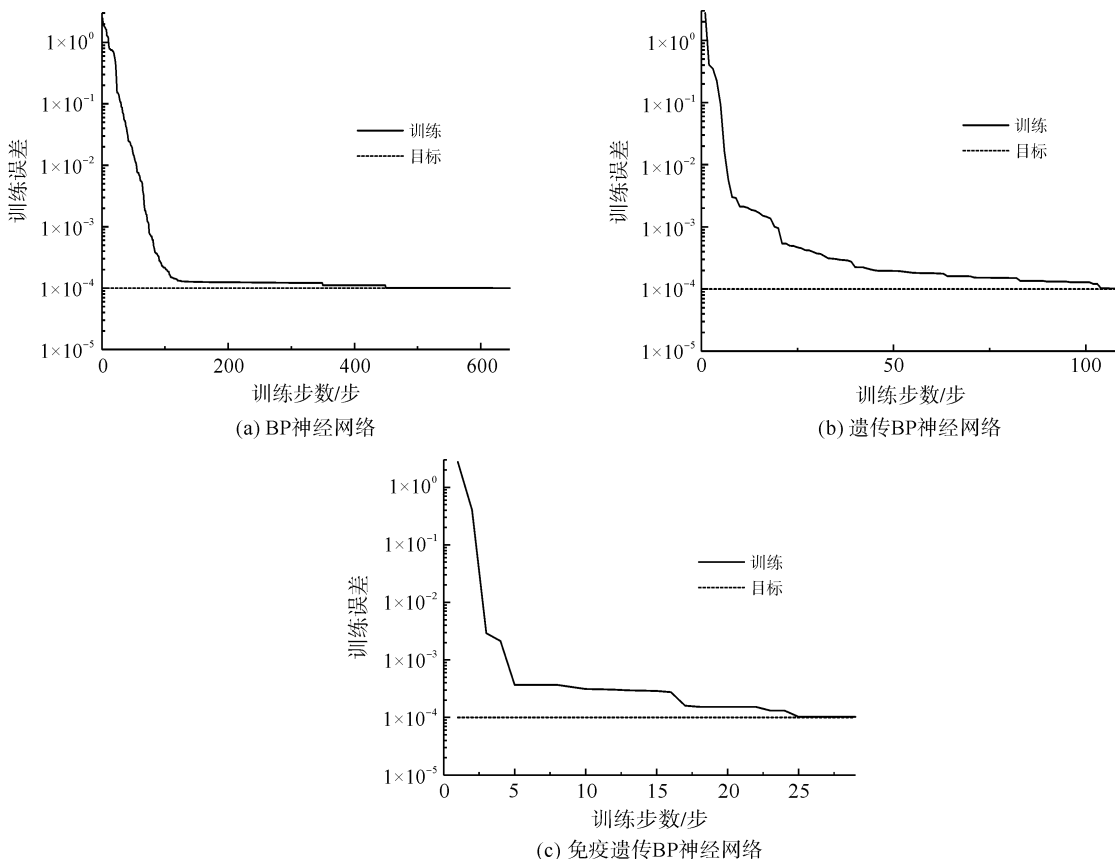 1×10⁰
1×10⁻¹
1×10⁻²
1×10⁻³
1×10⁻⁴
1×10⁻⁵
训练误差
训练
目标
0 200 400 600
训练步数/步
(a) BP神经网络
1×10⁰
1×10⁻¹
1×10⁻²
1×10⁻³
1×10⁻⁴
1×10⁻⁵
训练误差
训练
目标
0 50 100
训练步数/步
(b) 遗传BP神经网络
1×10⁰
1×10⁻¹
1×10⁻²
1×10⁻³
1×10⁻⁴
1×10⁻⁵
训练误差
训练
目标
0 5 10 15 20 25
训练步数/步
(c) 免疫遗传BP神经网络